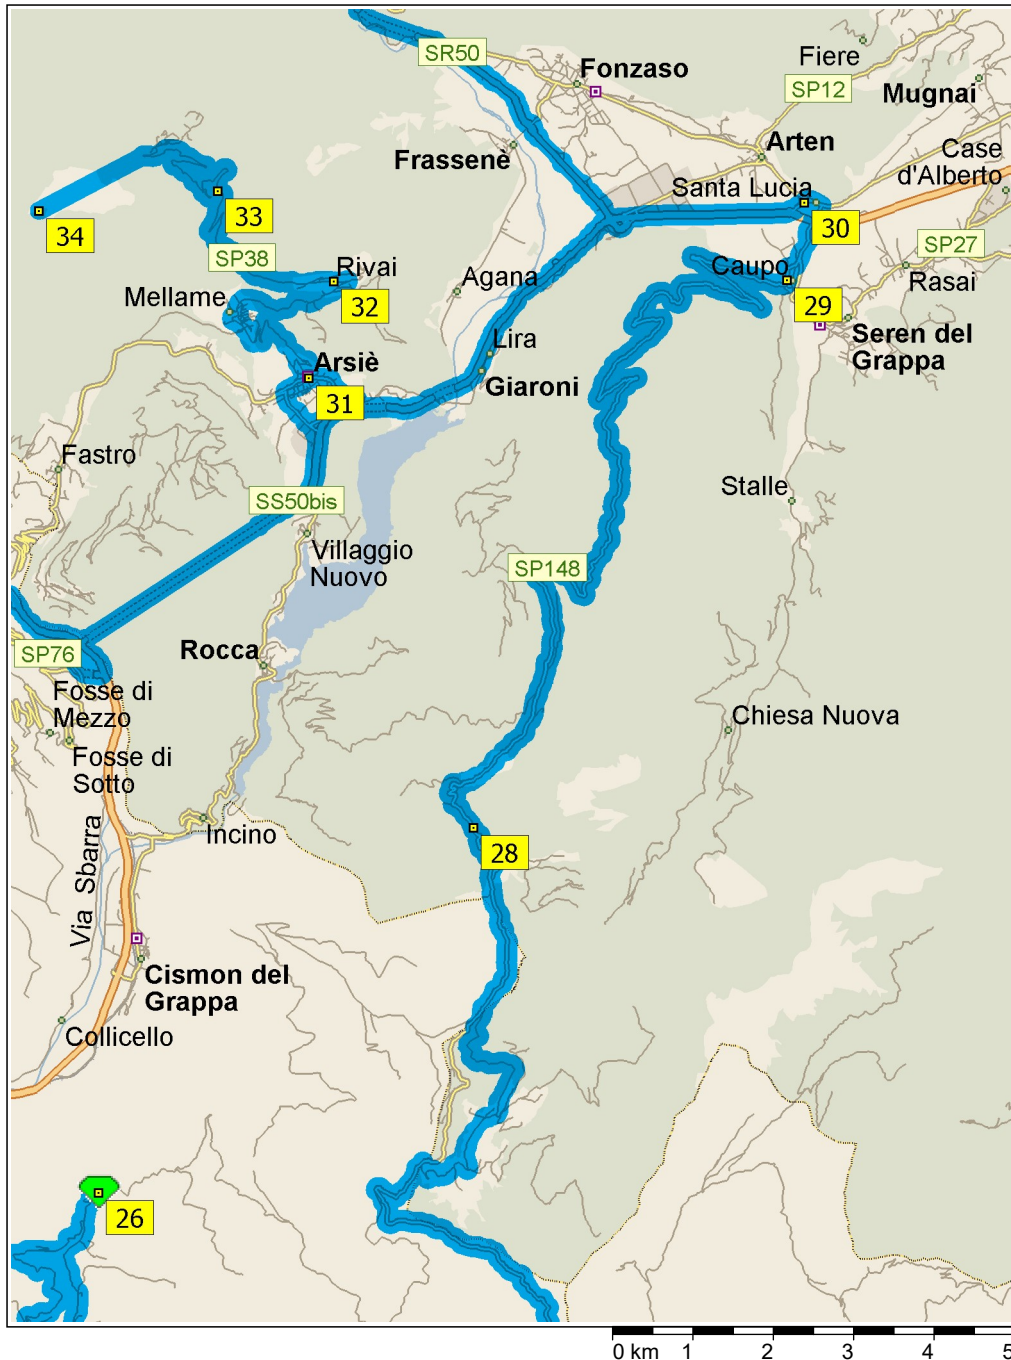 SR50
Fonzaso
Fiere
SP12
Mugnai
Frassenè
Arten
Case
d'Alberto
Santa Lucia
30
34
33
SP38
Rivai
Caupo
SP27
Rasai
Mellame
32
Agana
29
Seren del
Grappa
Lira
Arsiè
Giaroni
31
Fastro
SS50bis
Stalle
Villaggio
Nuovo
SP148
SP76
Rocca
Fosse di
Mezzo
Chiesa Nuova
Fosse di
Sotto
Incino
28
Via Sbarra
Cismon del
Grappa
Collicello
26
0 km 1 2 3 4 5